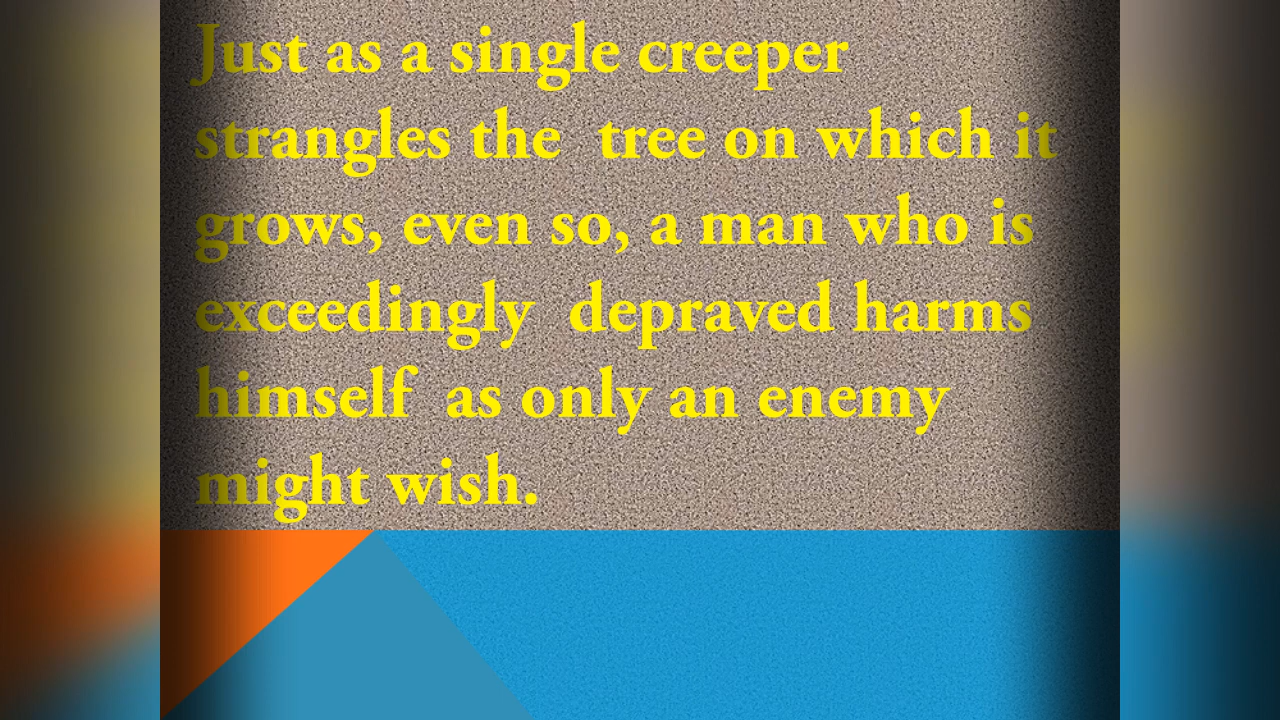 Just as a single creeper
strangles the  tree on which it
grows, even so, a man who is
exceedingly  depraved harms
himself  as only an enemy
might wish.